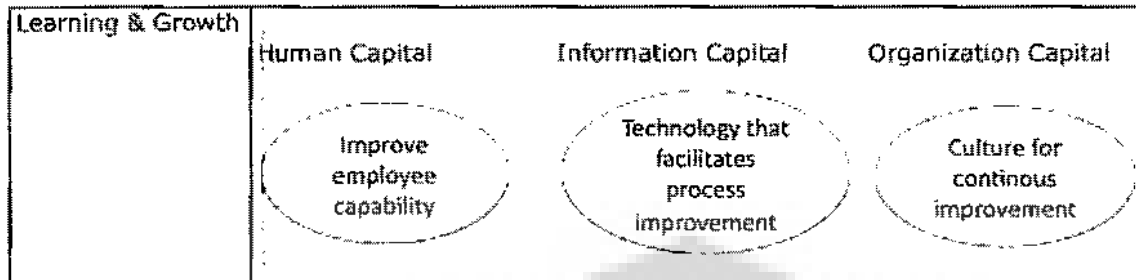 Learning & Growth
Human Capital
Information Capital
Organization Capital
Improve
employee
capability
Technology that
facilitates
process
improvement
Culture for
continous
improvement